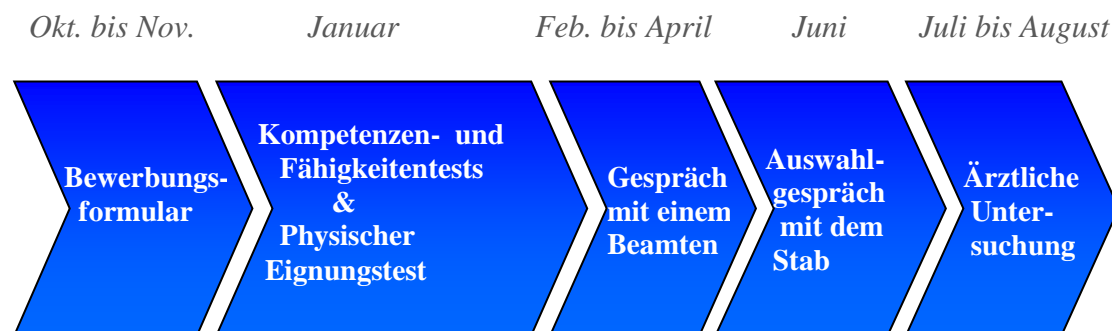 Okt. bis Nov. Januar Feb. bis April Juni Juli bis August
Bewerbungs-
formular
Kompetenzen- und
Fähigkeitentests
&
Physischer
Eignungstest
Gespräch
mit einem
Beamten
Auswahl-
gespräch
mit dem
Stab
Ärztliche
Unter-
suchung